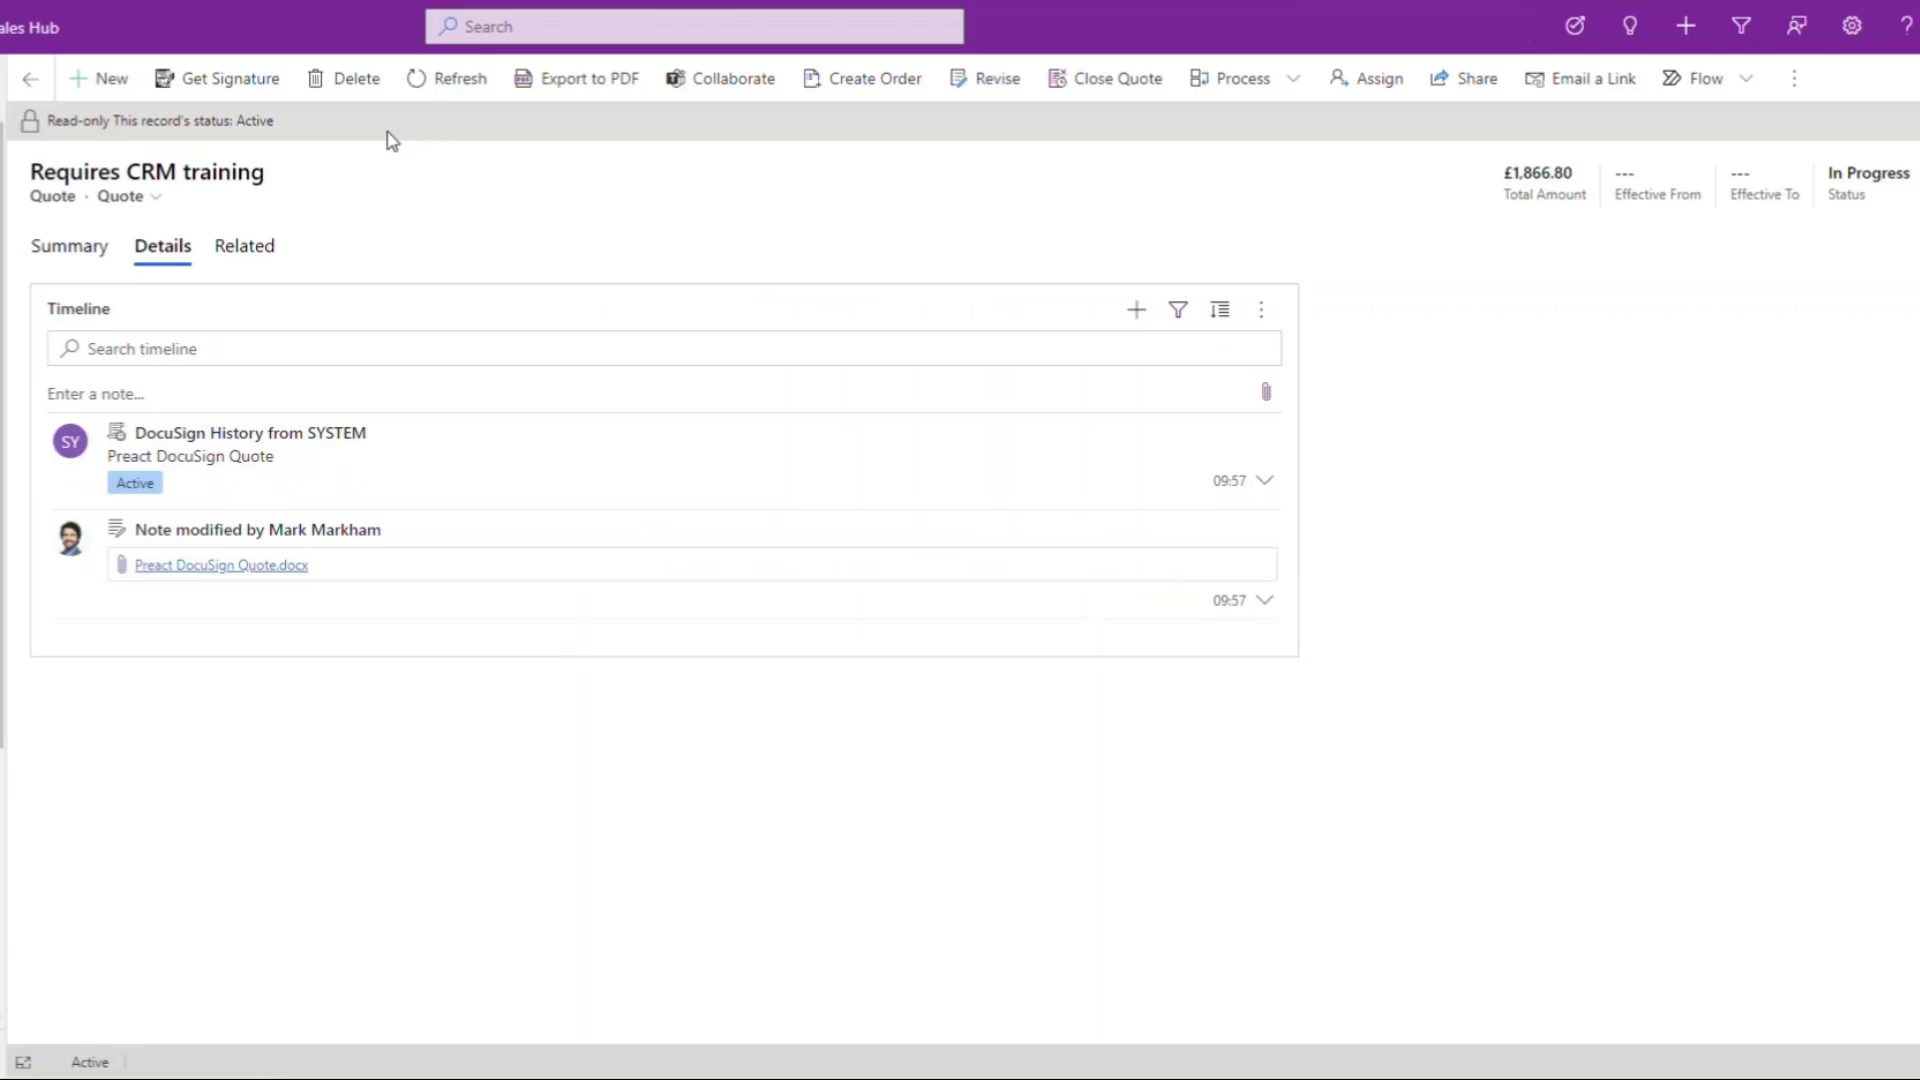 ales Hub
Search
New Get Signature Delete Refresh Export to PDF Collaborate Create Order Revise Close Quote Process Assign Share Email a Link Flow
Read-only This record's status: Active
Requires CRM training
Quote · Quote
£1,866.80 --- --- In Progress
Total Amount Effective From Effective To Status
Summary Details Related
Timeline
Search timeline
Enter a note...
SY DocuSign History from SYSTEM
Preact DocuSign Quote
Active
09:57
Note modified by Mark Markham
Preact DocuSign Quote.docx
09:57
Active